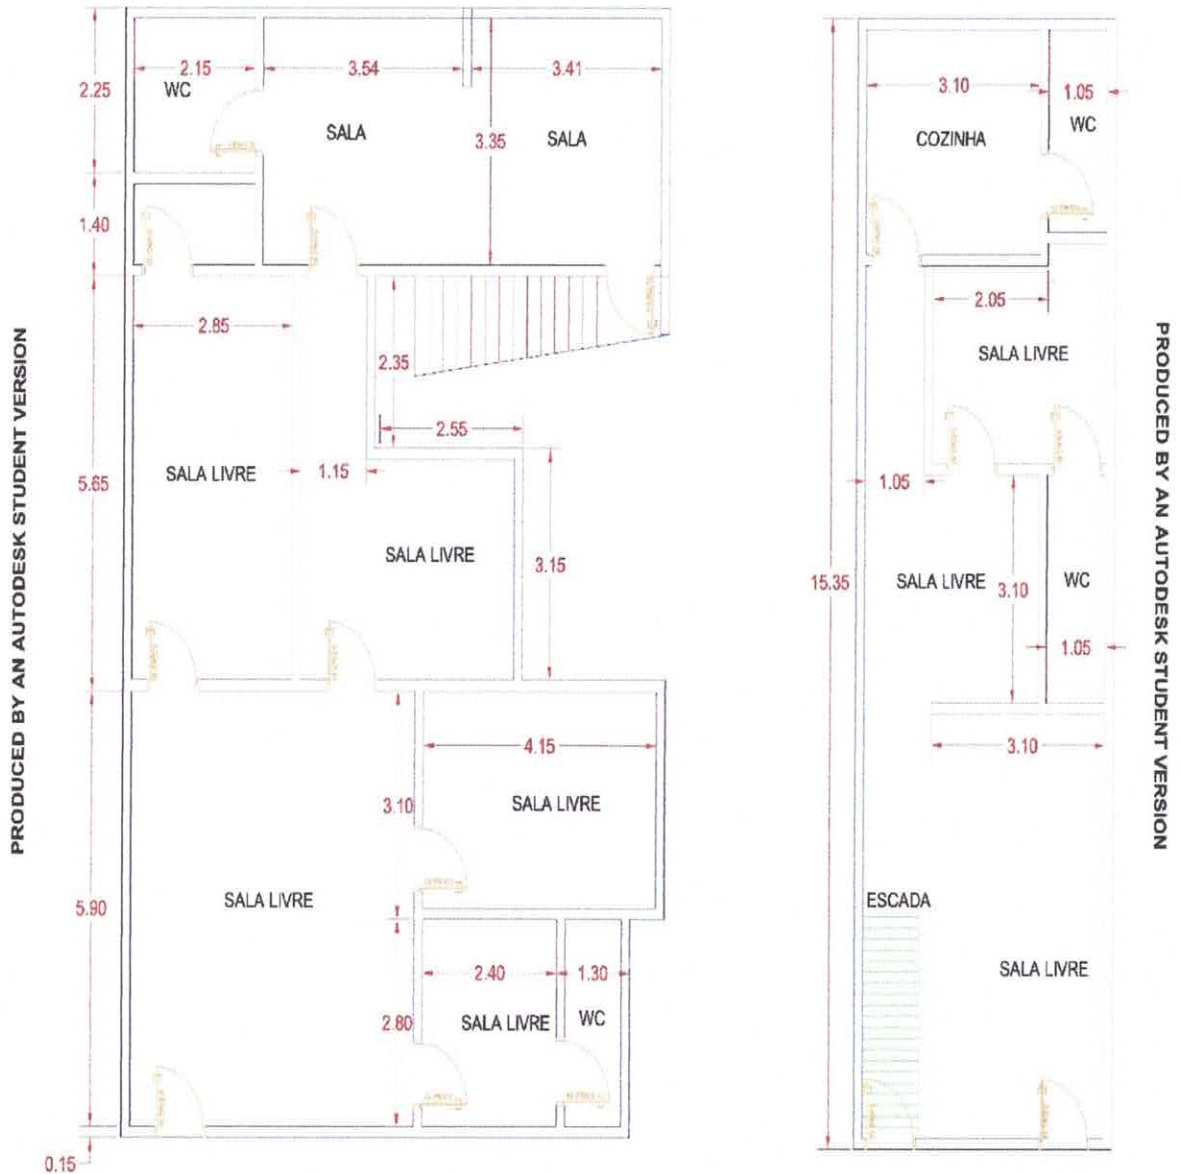 2.15
3.54
3.41
3.10
1.05
2.25
WC
SALA
SALA
3.35
COZINHA
WC
1.40
2.85
2.35
2.05
SALA LIVRE
2.55
5.65
SALA LIVRE
1.15
1.05
SALA LIVRE
3.15
15.35
SALA LIVRE
3.10
WC
1.05
4.15
3.10
3.10
SALA LIVRE
5.90
SALA LIVRE
ESCADA
2.40
1.30
SALA LIVRE
2.80
SALA LIVRE
WC
0.15
PRODUCED BY AN AUTODESK STUDENT VERSION
PRODUCED BY AN AUTODESK STUDENT VERSION